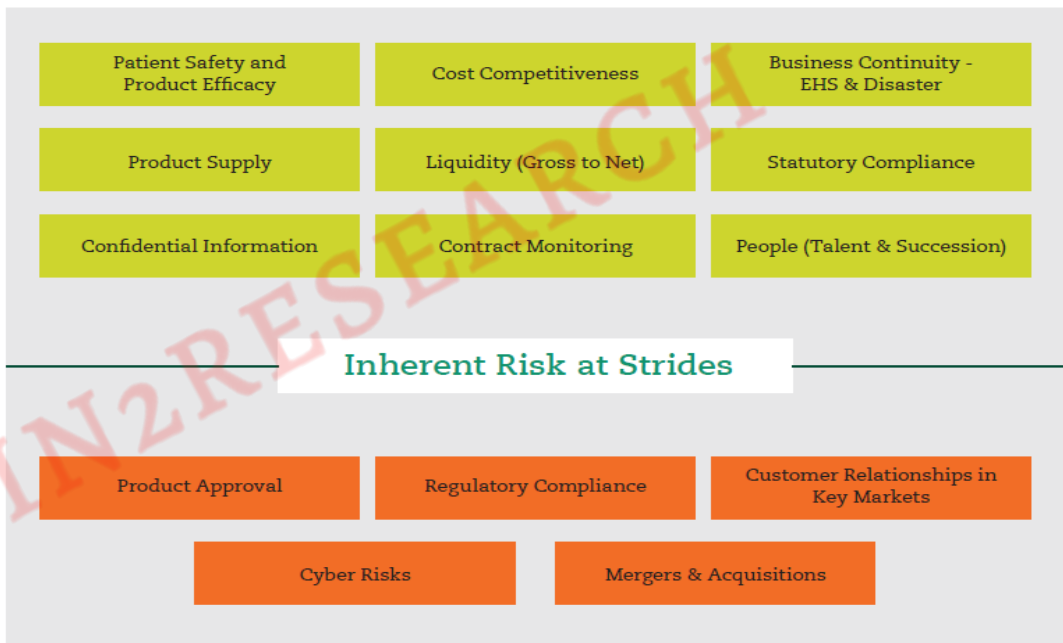 Patient Safety and
Product Efficacy
Cost Competitiveness
Business Continuity -
EHS & Disaster
Product Supply
Liquidity (Gross to Net)
Statutory Compliance
Confidential Information
Contract Monitoring
People (Talent & Succession)
Inherent Risk at Strides
Product Approval
Regulatory Compliance
Customer Relationships in
Key Markets
Cyber Risks
Mergers & Acquisitions
IN2RESEARCH